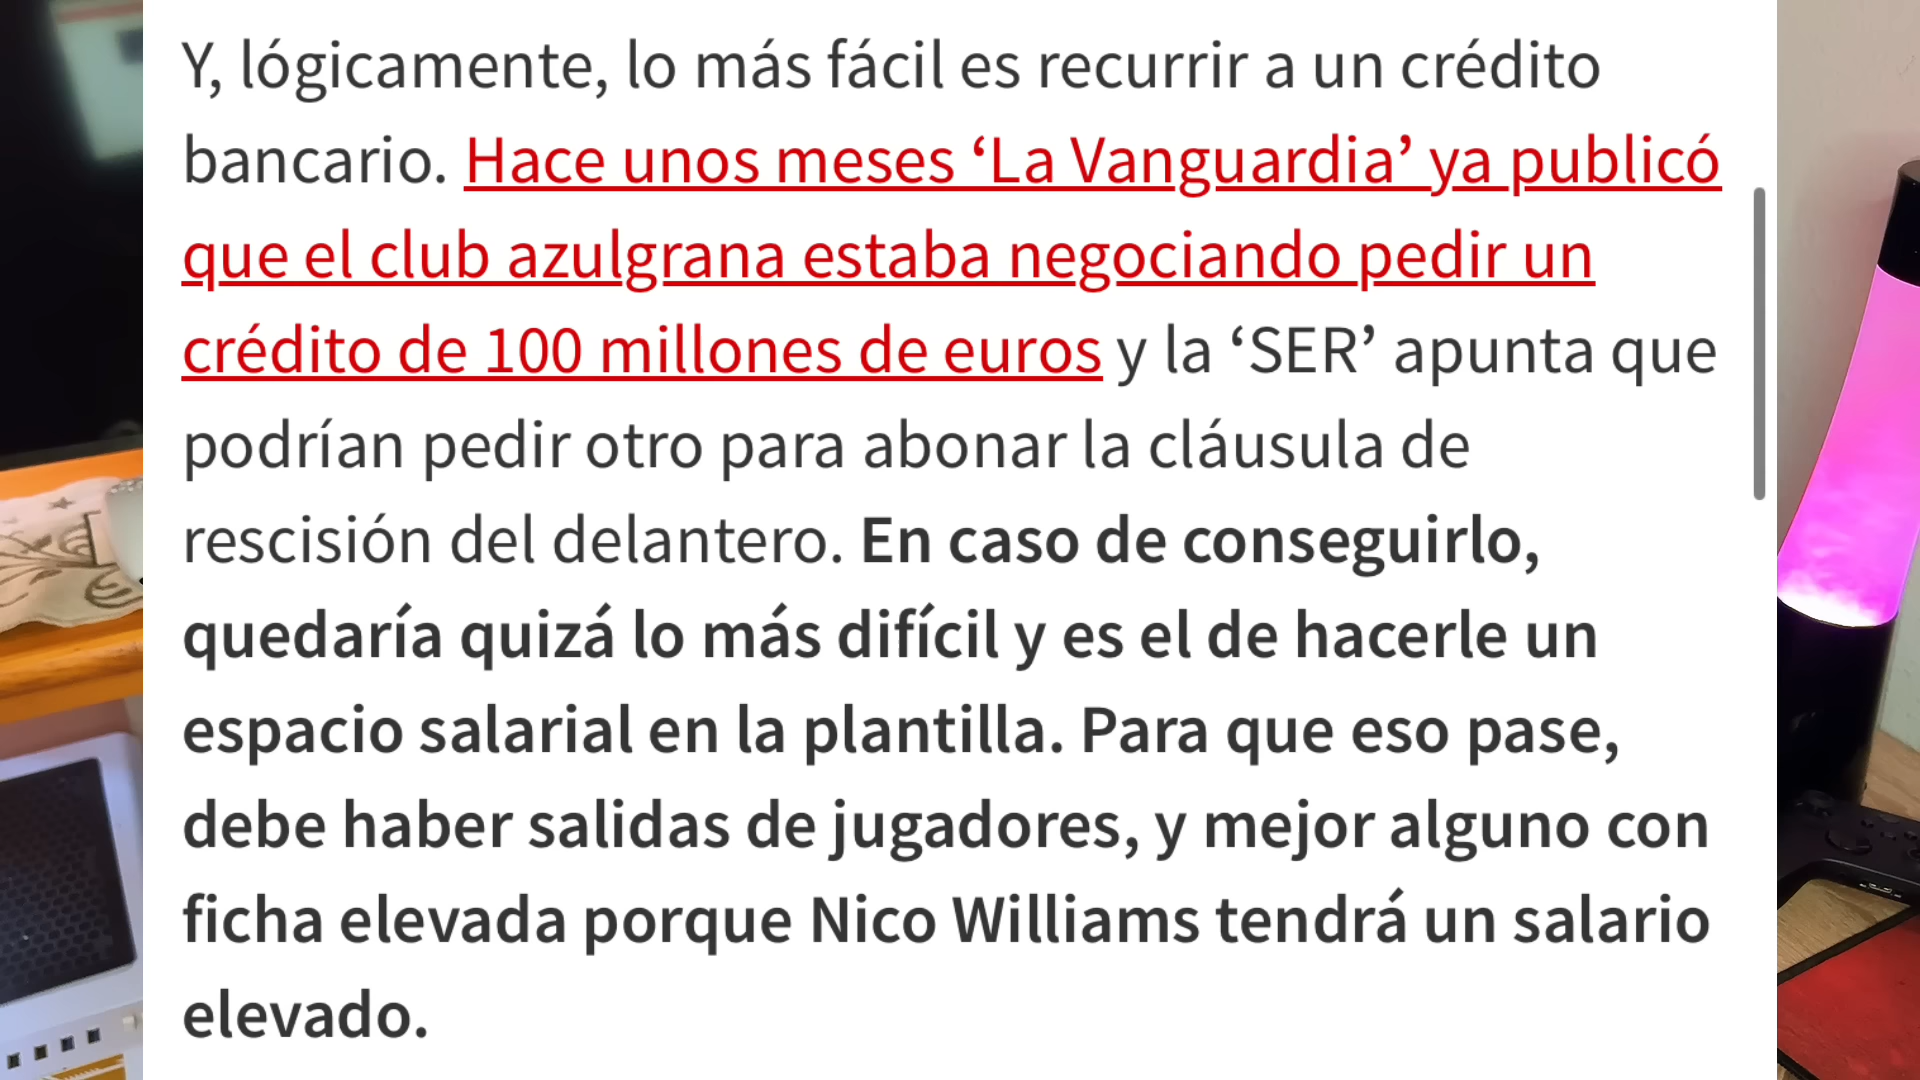 Y, lógicamente, lo más fácil es recurrir a un crédito
bancario. Hace unos meses ‘La Vanguardia’ ya publicó
que el club azulgrana estaba negociando pedir un
crédito de 100 millones de euros y la ‘SER’ apunta que
podrían pedir otro para abonar la cláusula de
rescisión del delantero. En caso de conseguirlo,
quedaría quizá lo más difícil y es el de hacerle un
espacio salarial en la plantilla. Para que eso pase,
debe haber salidas de jugadores, y mejor alguno con
ficha elevada porque Nico Williams tendrá un salario
elevado.